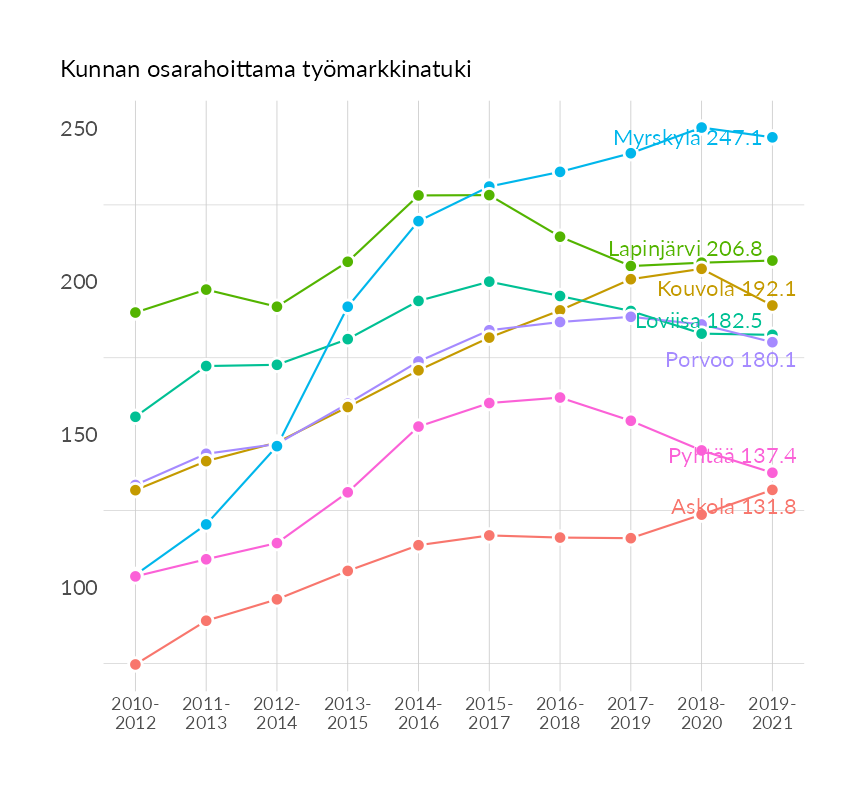 Kunnan osarahoittama työmarkkinatuki
250
Myrskylä 247.1
Lapinjärvi 206.8
200
Kouvola 192.1
Loviisa 182.5
Porvoo 180.1
150
Pyhtää 137.4
Askola 131.8
100
2010- 2011- 2012- 2013- 2014- 2015- 2016- 2017- 2018- 2019-
2012 2013 2014 2015 2016 2017 2018 2019 2020 2021